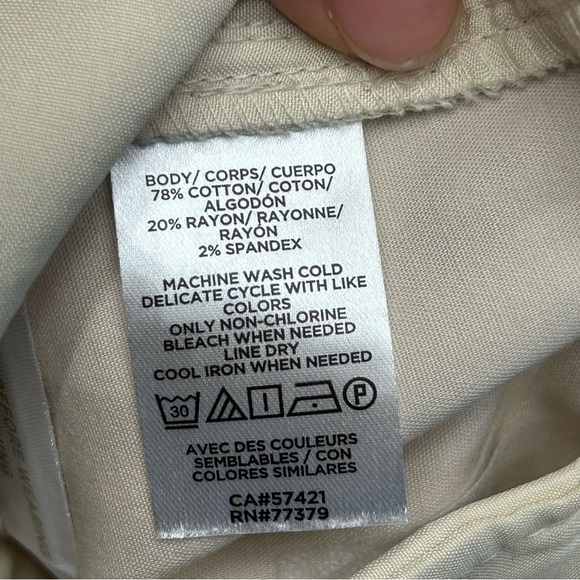 BODY/ CORPS/ CUERPO
78% COTTON/ COTON/
ALGODÓN
20% RAYON/ RAYONNE/
RAYÓN
2% SPANDEX
MACHINE WASH COLD
DELICATE CYCLE WITH LIKE
COLORS
ONLY NON-CHLORINE
BLEACH WHEN NEEDED
LINE DRY
COOL IRON WHEN NEEDED
30 P
AVEC DES COULEURS
SEMBLABLES / CON
COLORES SIMILARES
CA#57421
RN#77379
BEFORE WEARING